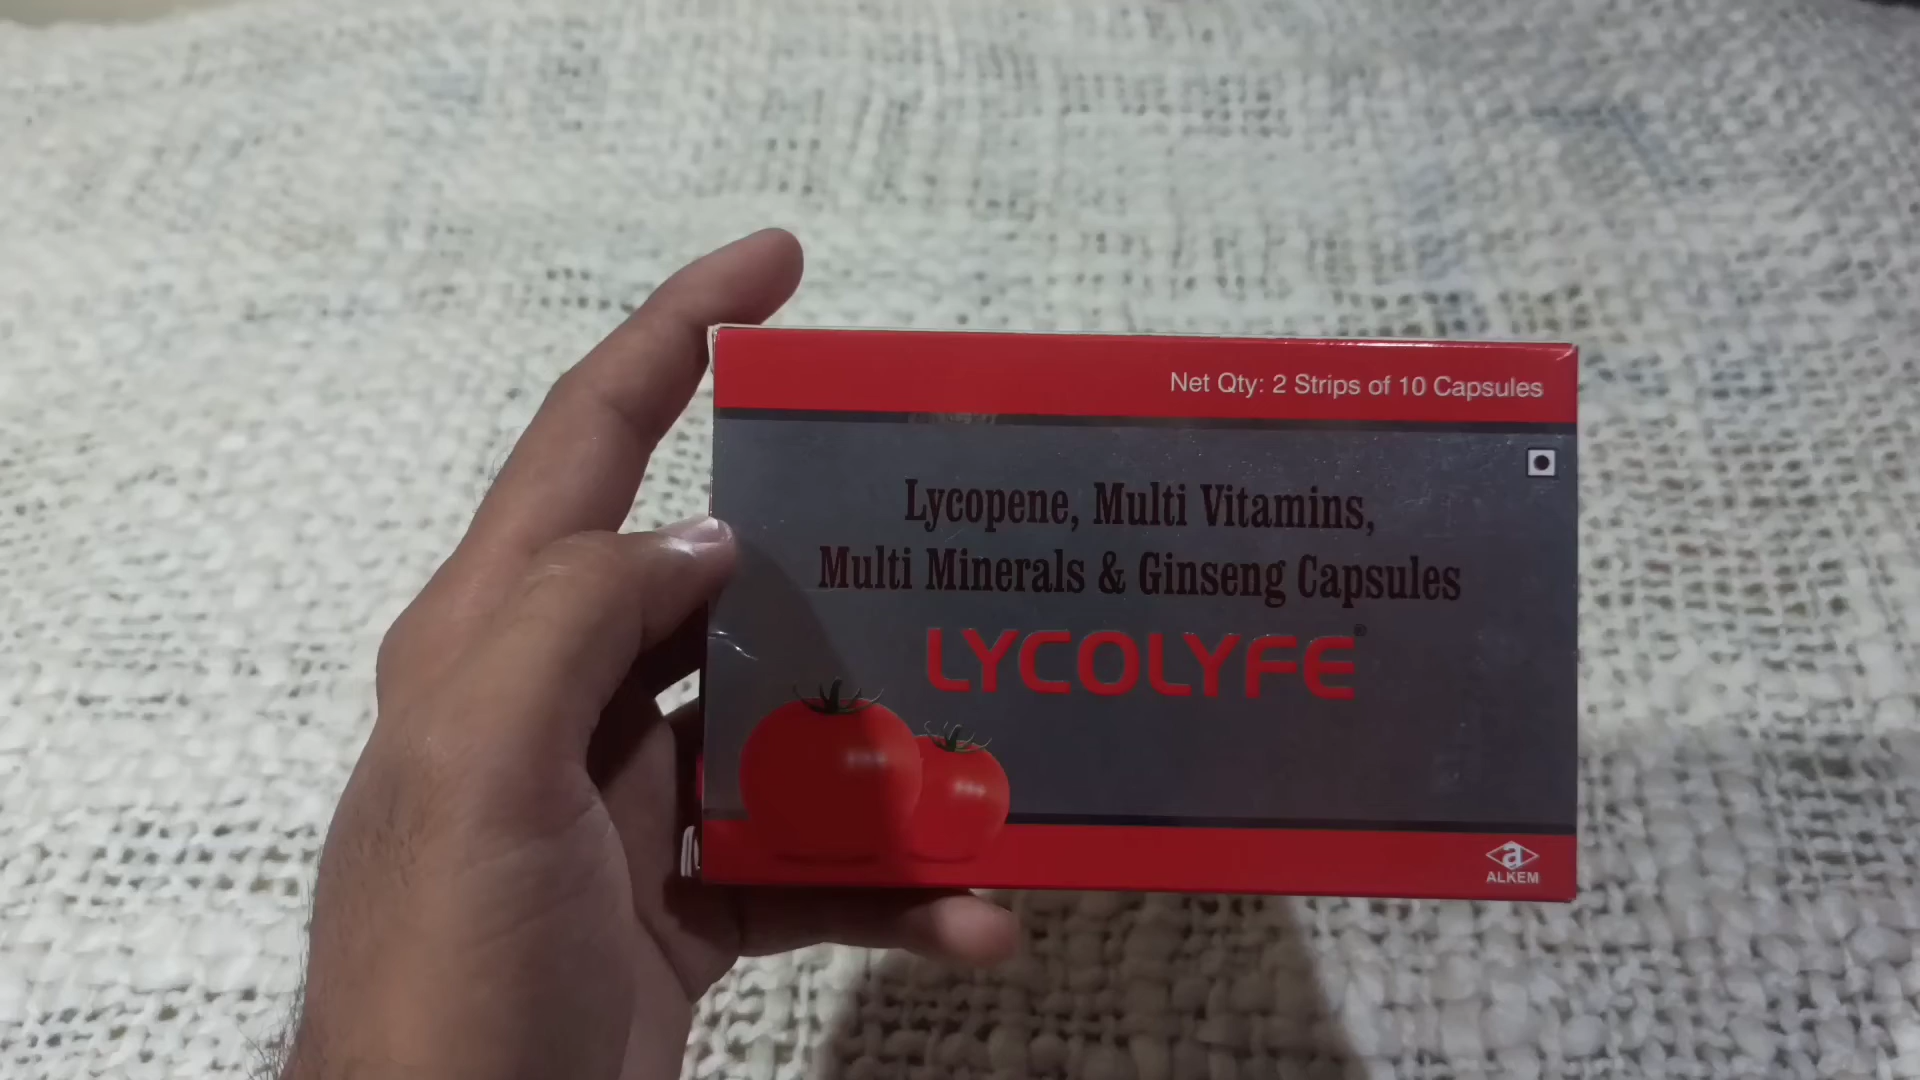 Net Qty: 2 Strips of 10 Capsules
Lycopene, Multi Vitamins,
Multi Minerals & Ginseng Capsules
LYCOLYFE®
a
ALKEM